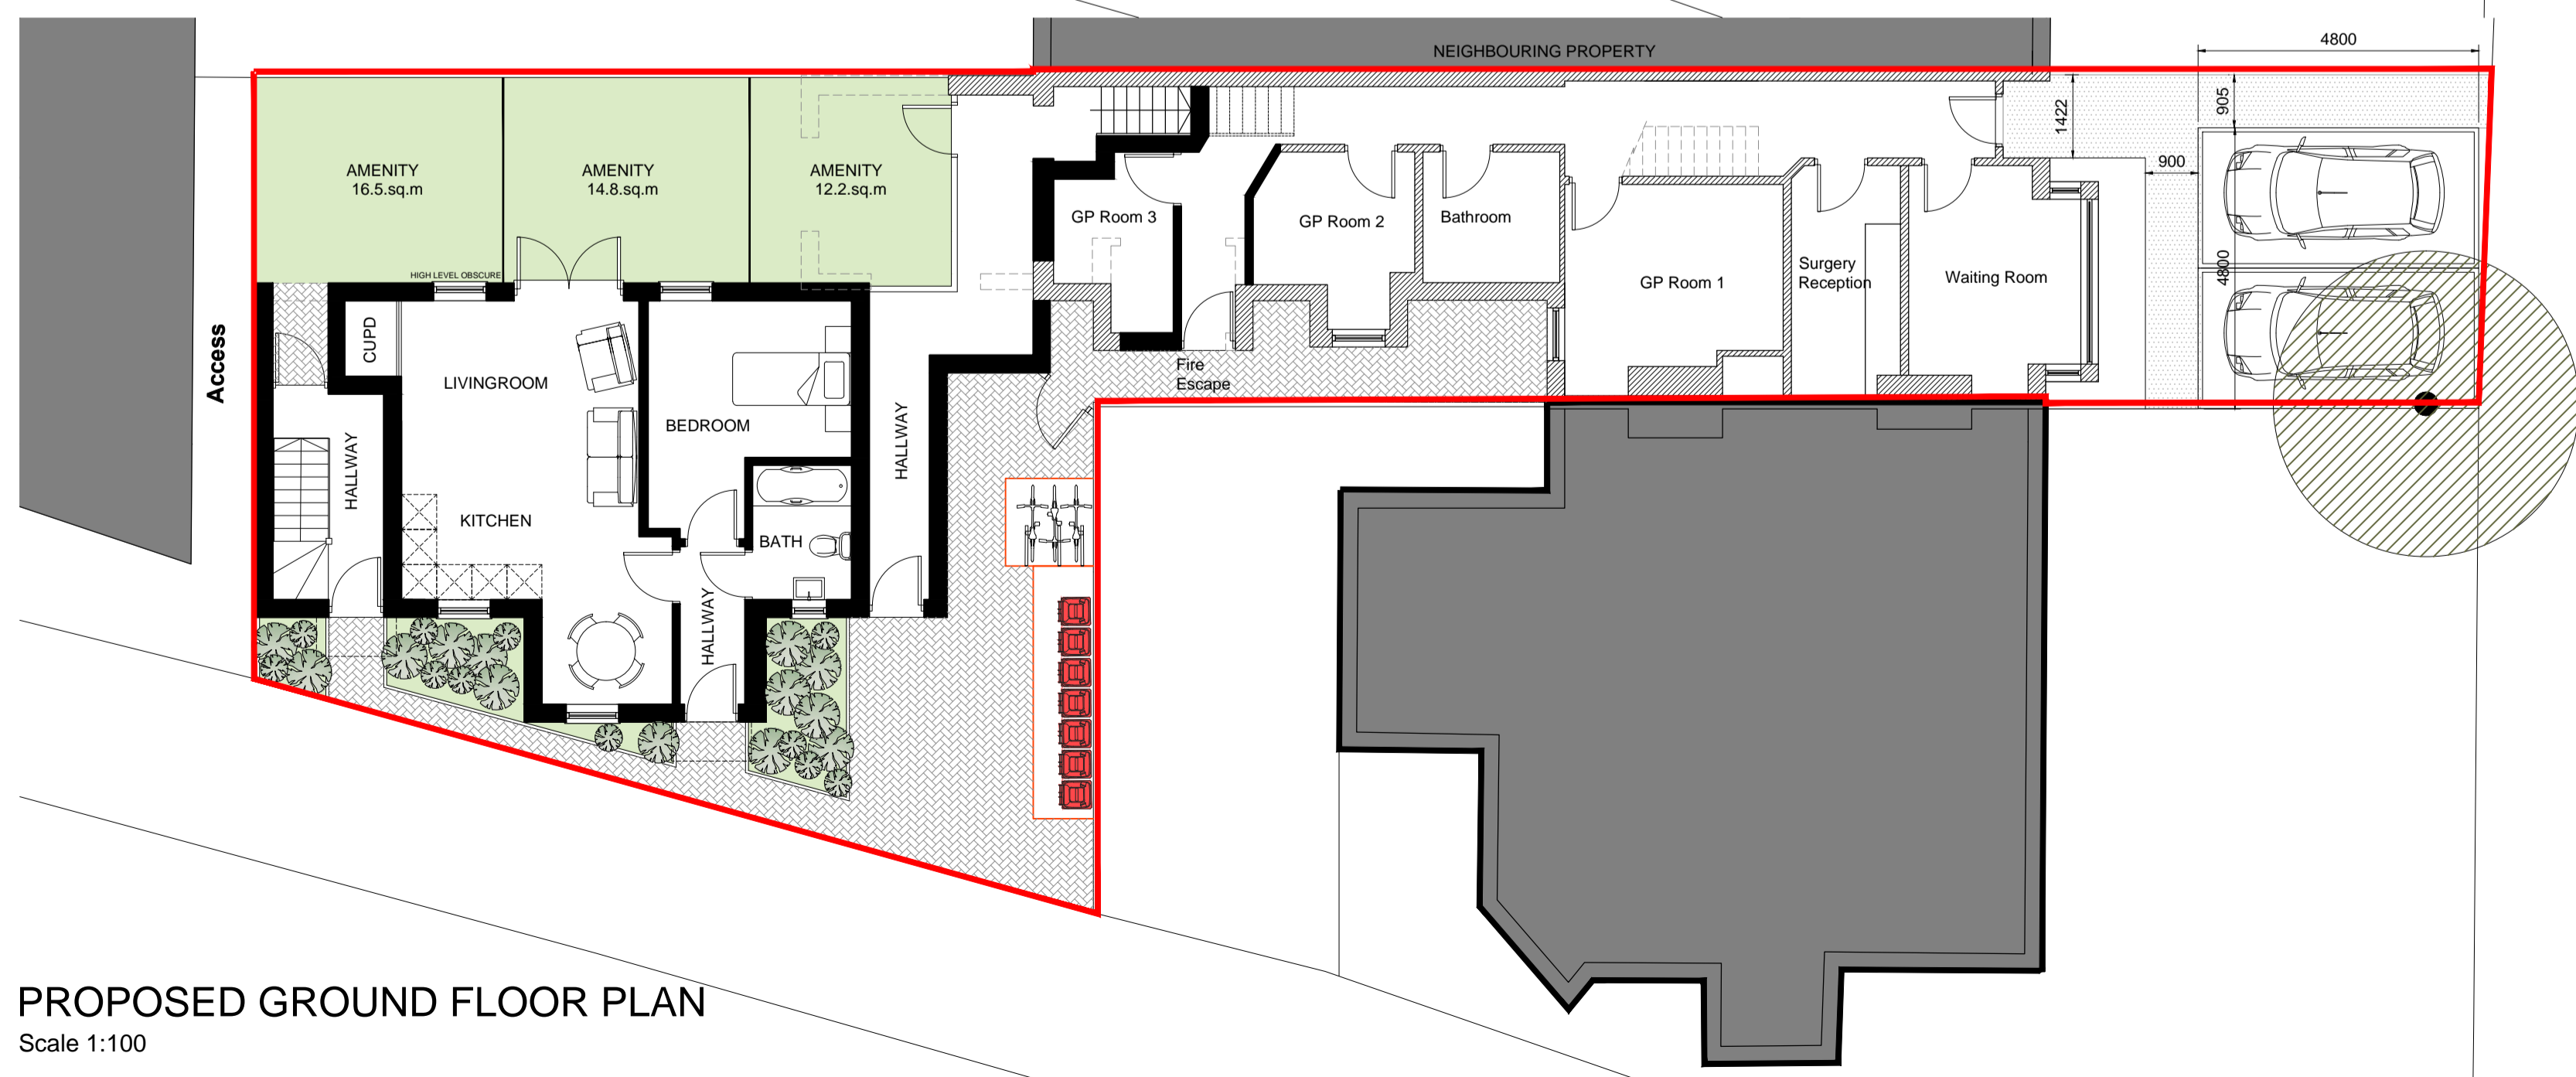 NEIGHBOURING PROPERTY
4800
905
1422
900
4800
AMENITY
16.5.sq.m
AMENITY
14.8.sq.m
AMENITY
12.2.sq.m
GP Room 3
GP Room 2
Bathroom
GP Room 1
Surgery
Reception
Waiting Room
HIGH LEVEL OBSCURE
Access
CUPD
LIVINGROOM
BEDROOM
HALLWAY
Fire
Escape
HALLWAY
KITCHEN
BATH
HALLWAY
PROPOSED GROUND FLOOR PLAN
Scale 1:100